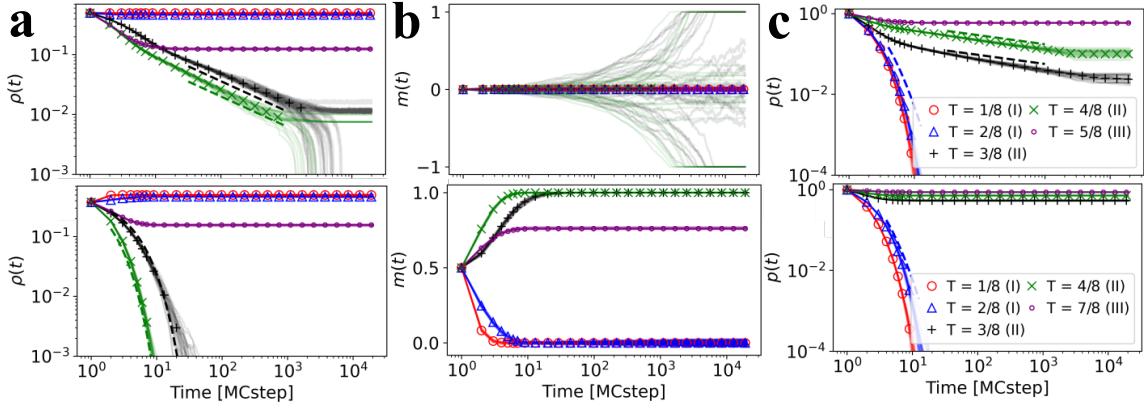 a
b
c
ρ(t)
10⁻¹
10⁻²
10⁻³
m(t)
1
0
−1
p(t)
10⁰
10⁻²
10⁻⁴
T = 1/8 (I)
T = 2/8 (I)
T = 3/8 (II)
T = 4/8 (II)
T = 5/8 (III)
ρ(t)
10⁻¹
10⁻²
10⁻³
10⁰
10¹
10²
10³
10⁴
Time [MCstep]
m(t)
1.0
0.5
0.0
10⁰
10¹
10²
10³
10⁴
Time [MCstep]
p(t)
10⁰
10⁻²
10⁻⁴
10⁰
10¹
10²
10³
10⁴
Time [MCstep]
T = 1/8 (I)
T = 2/8 (I)
T = 3/8 (II)
T = 4/8 (II)
T = 7/8 (III)